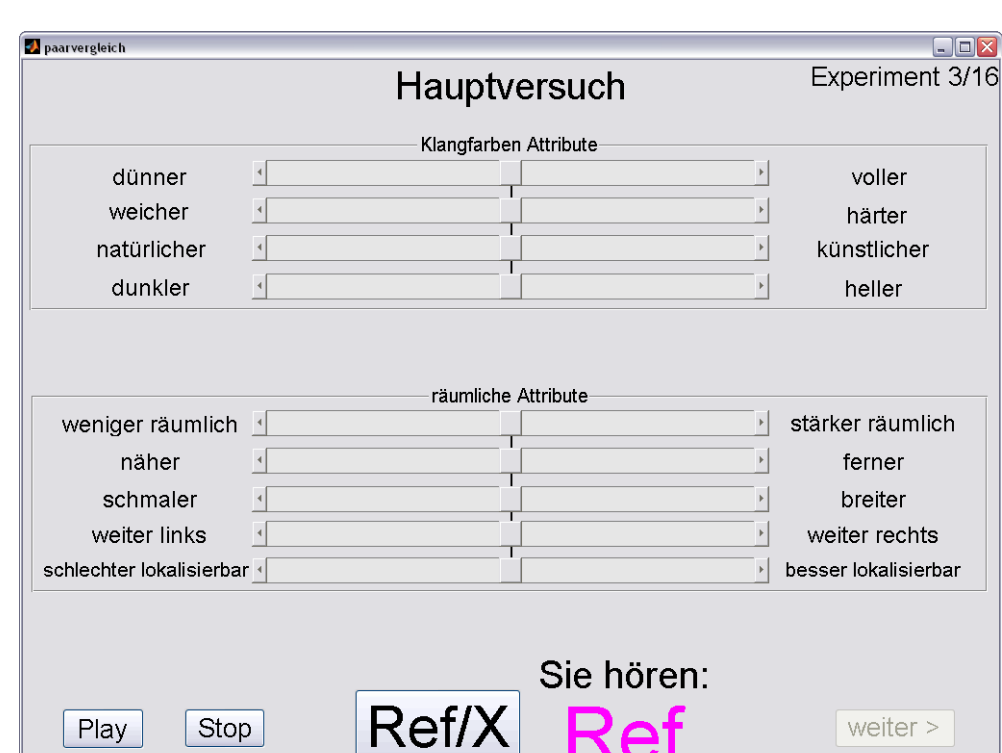 paarvergleich
Hauptversuch
Experiment 3/16
Klangfarben Attribute
dünner voller
weicher härter
natürlicher künstlicher
dunkler heller
räumliche Attribute
weniger räumlich stärker räumlich
näher ferner
schmaler breiter
weiter links weiter rechts
schlechter lokalisierbar besser lokalisierbar
Sie hören:
Play Stop Ref/X Ref weiter >